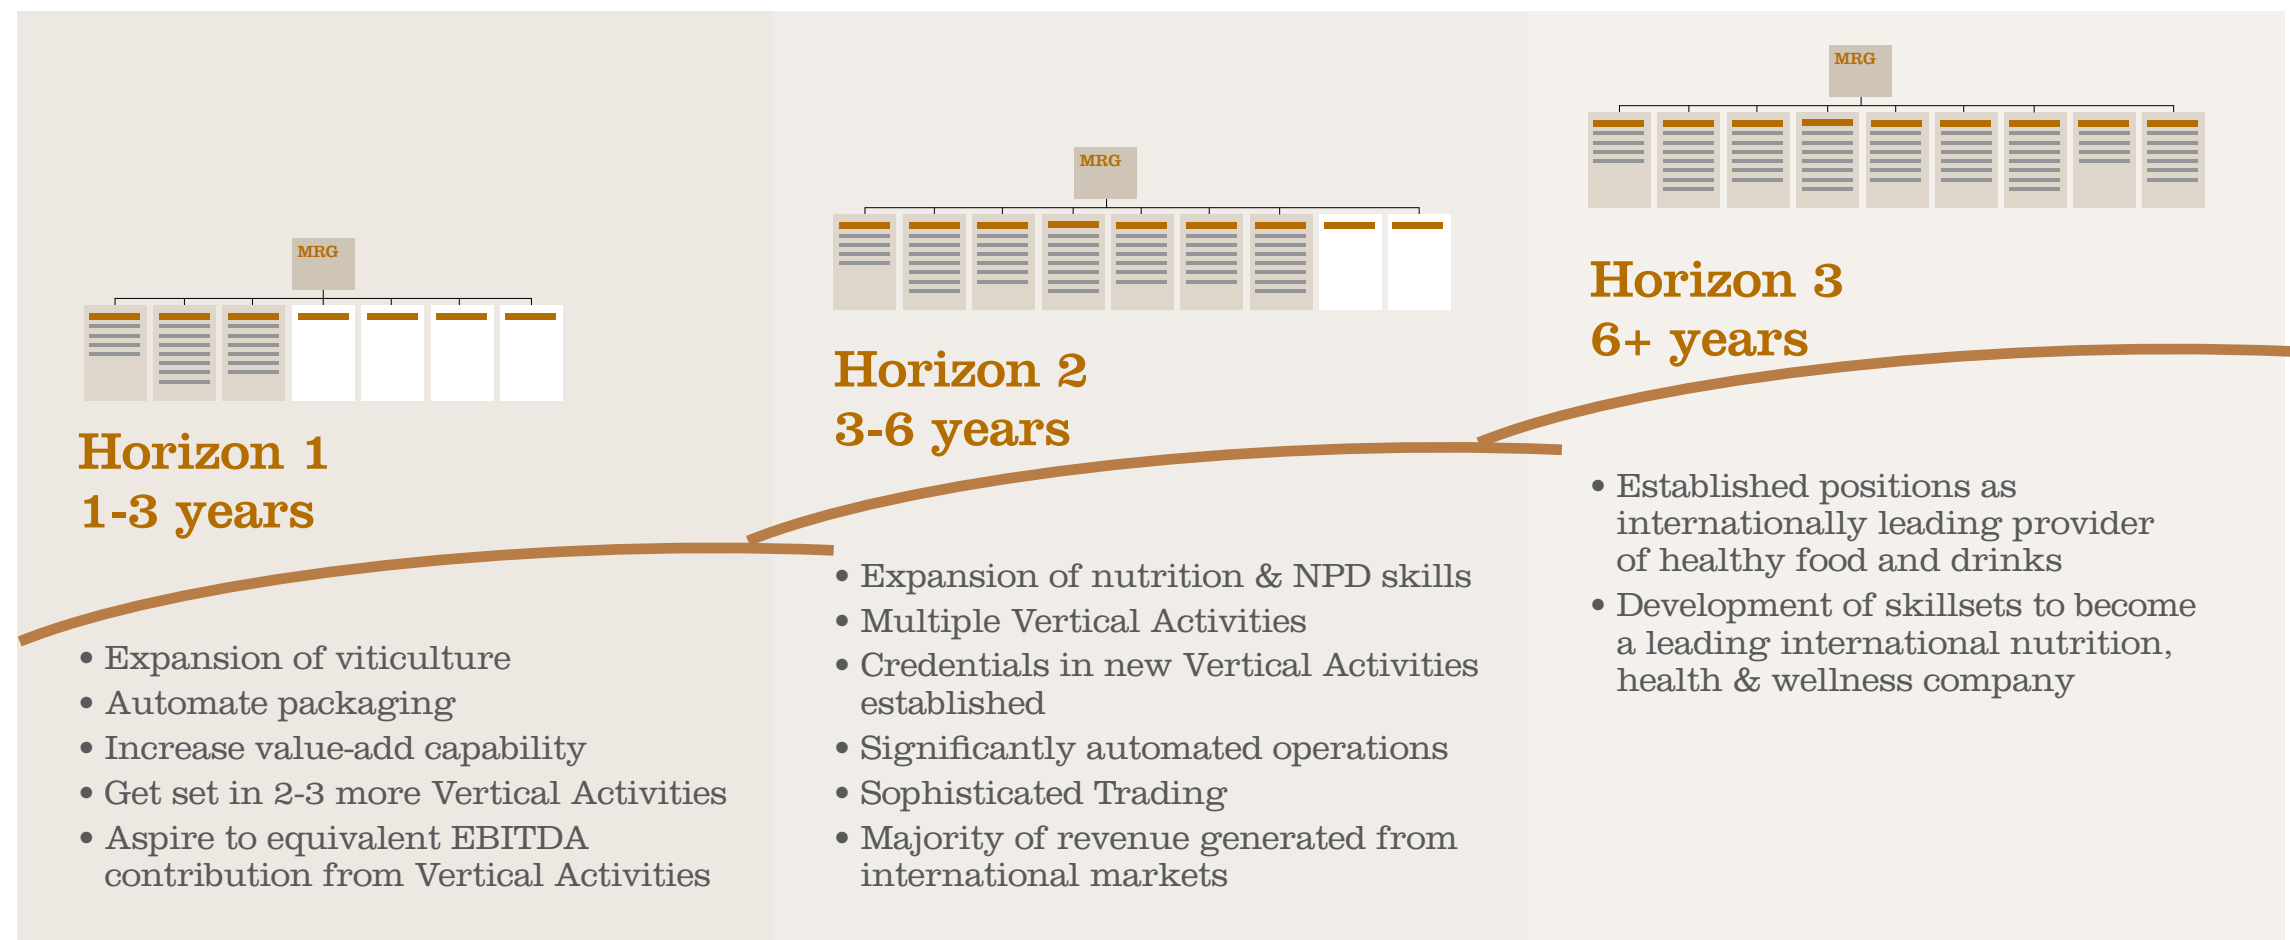 MRG
Horizon 1
1-3 years
• Expansion of viticulture
• Automate packaging
• Increase value-add capability
• Get set in 2-3 more Vertical Activities
• Aspire to equivalent EBITDA
contribution from Vertical Activities
MRG
Horizon 2
3-6 years
• Expansion of nutrition & NPD skills
• Multiple Vertical Activities
• Credentials in new Vertical Activities
established
• Significantly automated operations
• Sophisticated Trading
• Majority of revenue generated from
international markets
MRG
Horizon 3
6+ years
• Established positions as
internationally leading provider
of healthy food and drinks
• Development of skillsets to become
a leading international nutrition,
health & wellness company